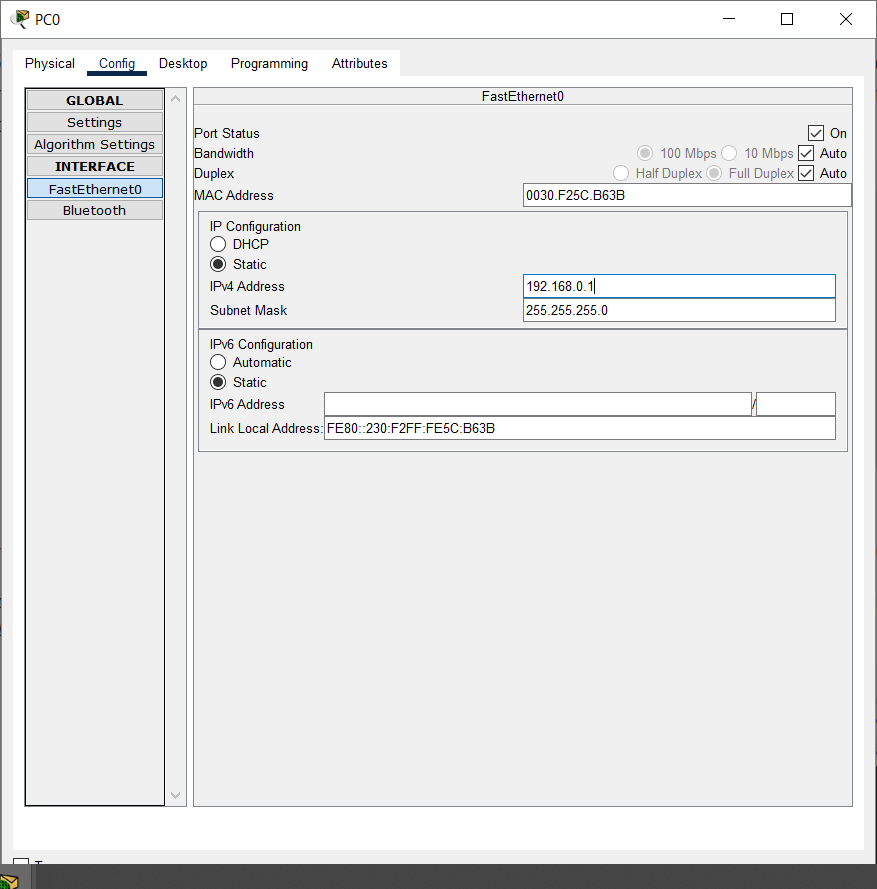 PC0
Physical Config Desktop Programming Attributes
GLOBAL
Settings
Algorithm Settings
INTERFACE
FastEthernet0
Bluetooth
FastEthernet0
Port Status On
Bandwidth 100 Mbps 10 Mbps Auto
Duplex Half Duplex Full Duplex Auto
MAC Address 0030.F25C.B63B
IP Configuration
DHCP
Static
IPv4 Address 192.168.0.1
Subnet Mask 255.255.255.0
IPv6 Configuration
Automatic
Static
IPv6 Address /
Link Local Address: FE80::230:F2FF:FE5C:B63B